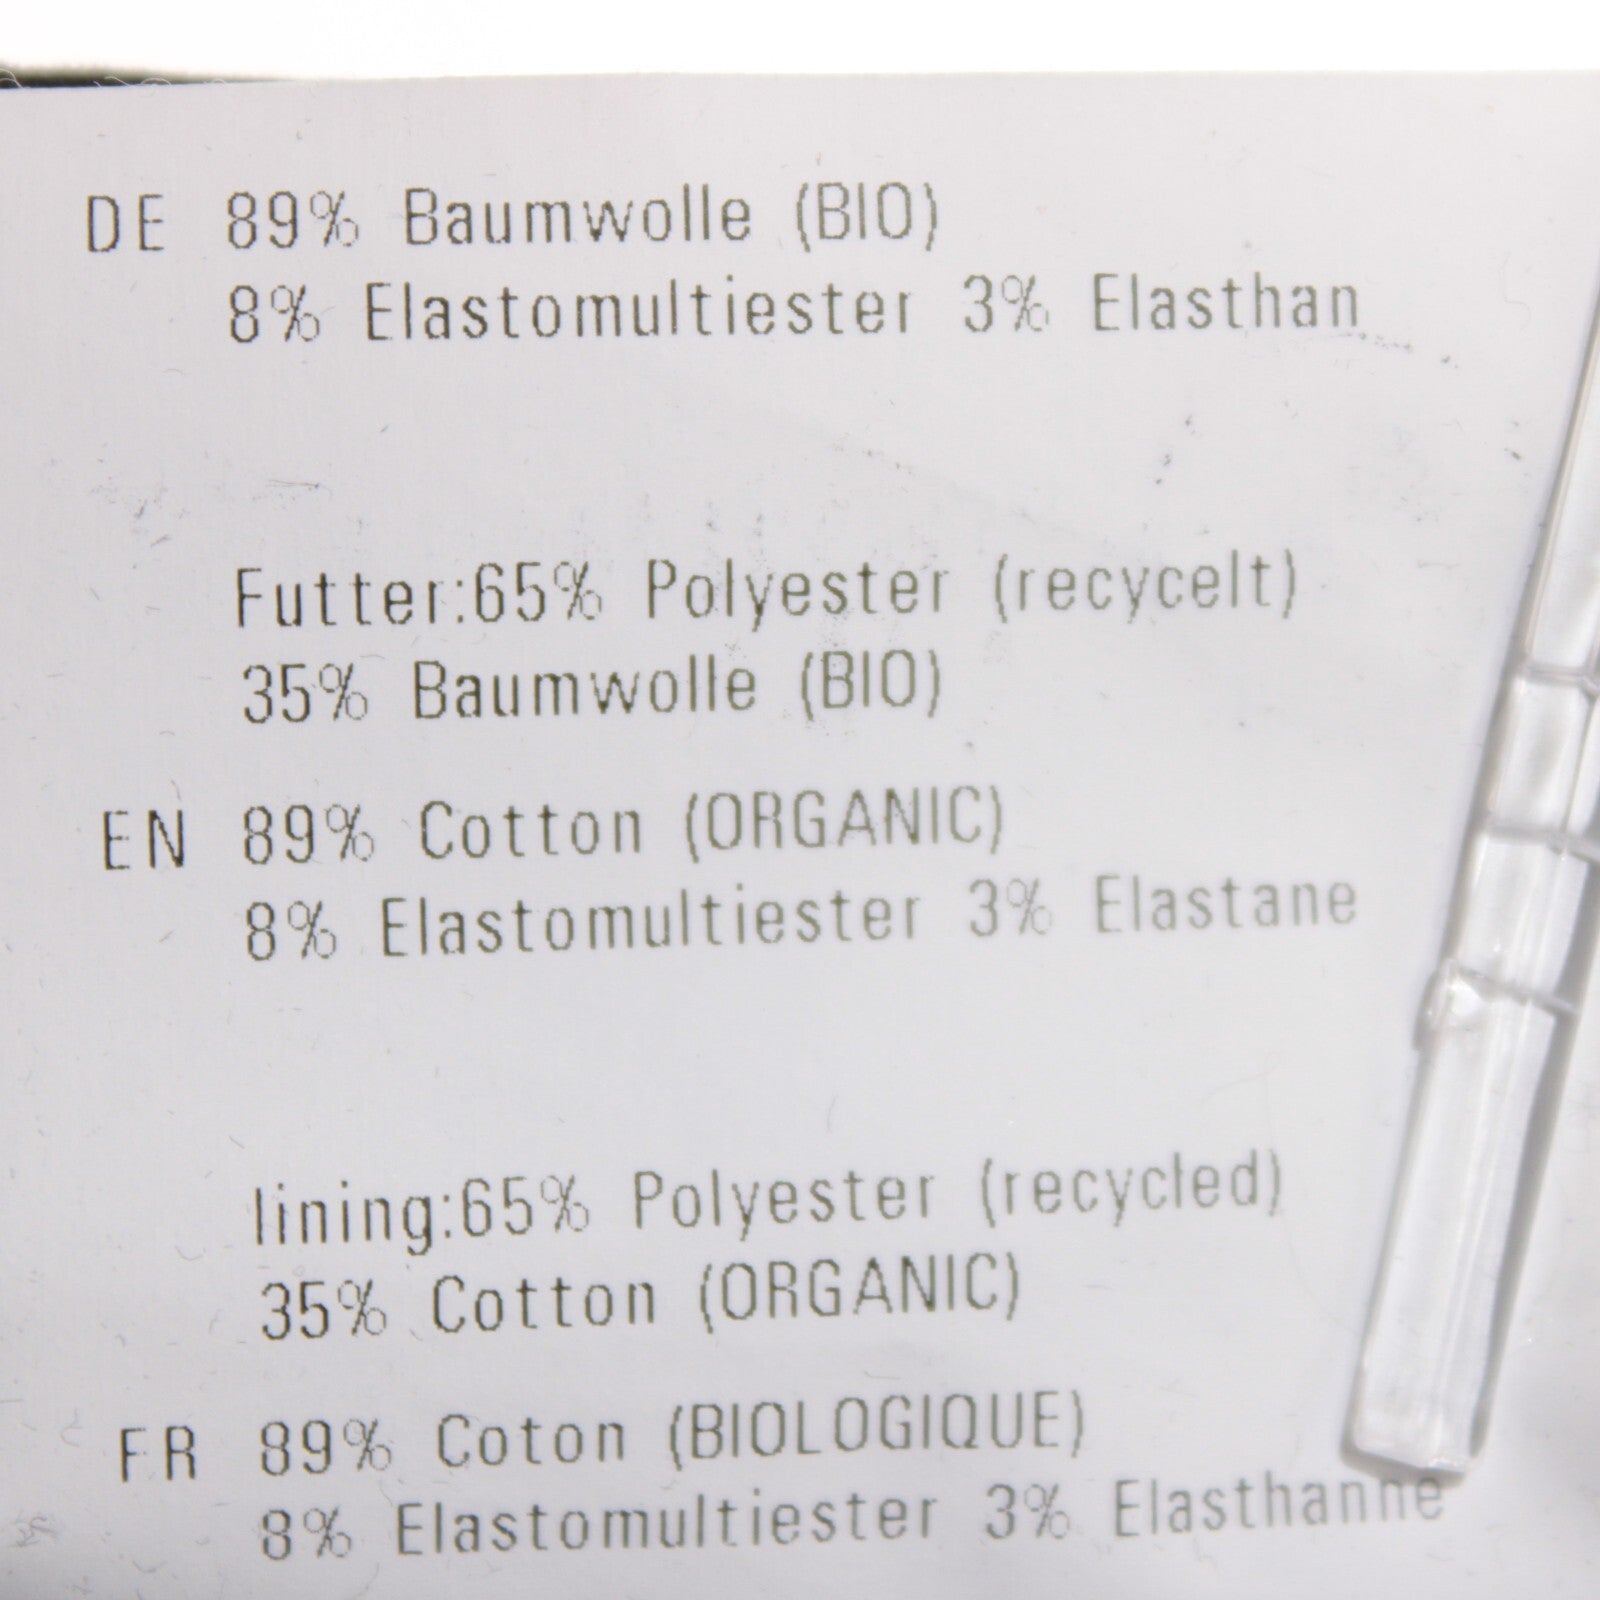 DE 89% Baumwolle (BIO)
8% Elastomultiester 3% Elasthan
Futter:65% Polyester (recycelt)
35% Baumwolle (BIO)
EN 89% Cotton (ORGANIC)
8% Elastomultiester 3% Elastane
lining:65% Polyester (recycled)
35% Cotton (ORGANIC)
FR 89% Coton (BIOLOGIQUE)
8% Elastomultiester 3% Elasthanne